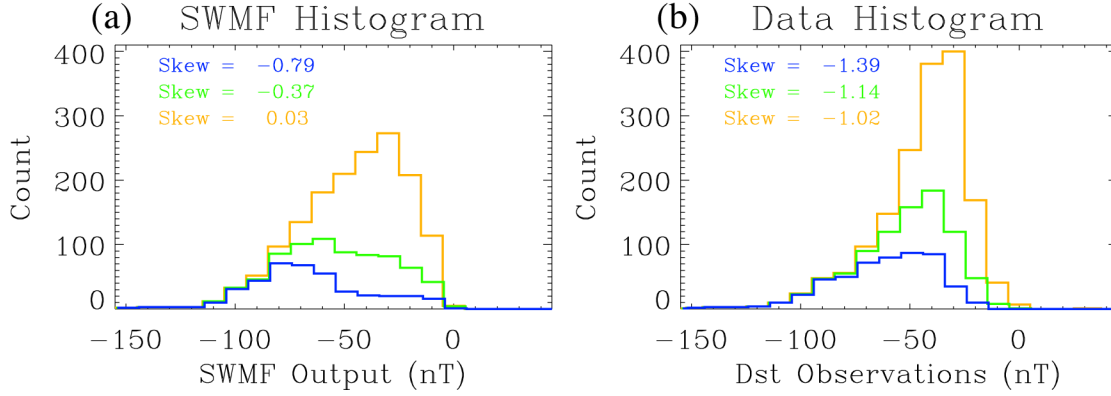 (a) SWMF Histogram
Skew = -0.79
Skew = -0.37
Skew = 0.03
Count
400
300
200
100
0
-150 -100 -50 0
SWMF Output (nT)
(b) Data Histogram
Skew = -1.39
Skew = -1.14
Skew = -1.02
Count
400
300
200
100
0
-150 -100 -50 0
Dst Observations (nT)